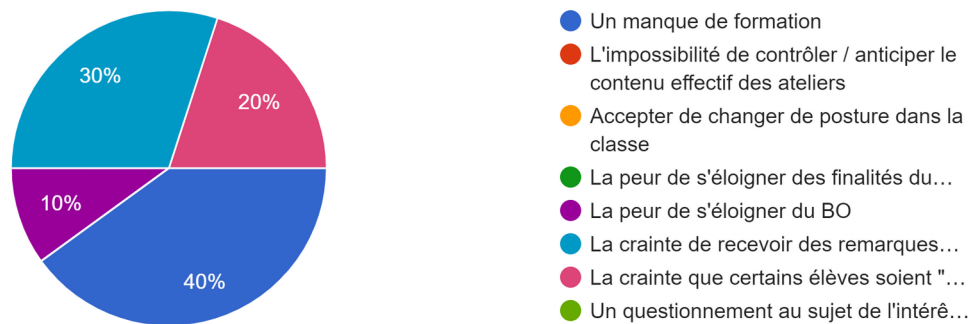 30%
20%
10%
40%
Un manque de formation
L'impossibilité de contrôler / anticiper le
contenu effectif des ateliers
Accepter de changer de posture dans la
classe
La peur de s'éloigner des finalités du…
La peur de s'éloigner du BO
La crainte de recevoir des remarques…
La crainte que certains élèves soient "…
Un questionnement au sujet de l'intérê…